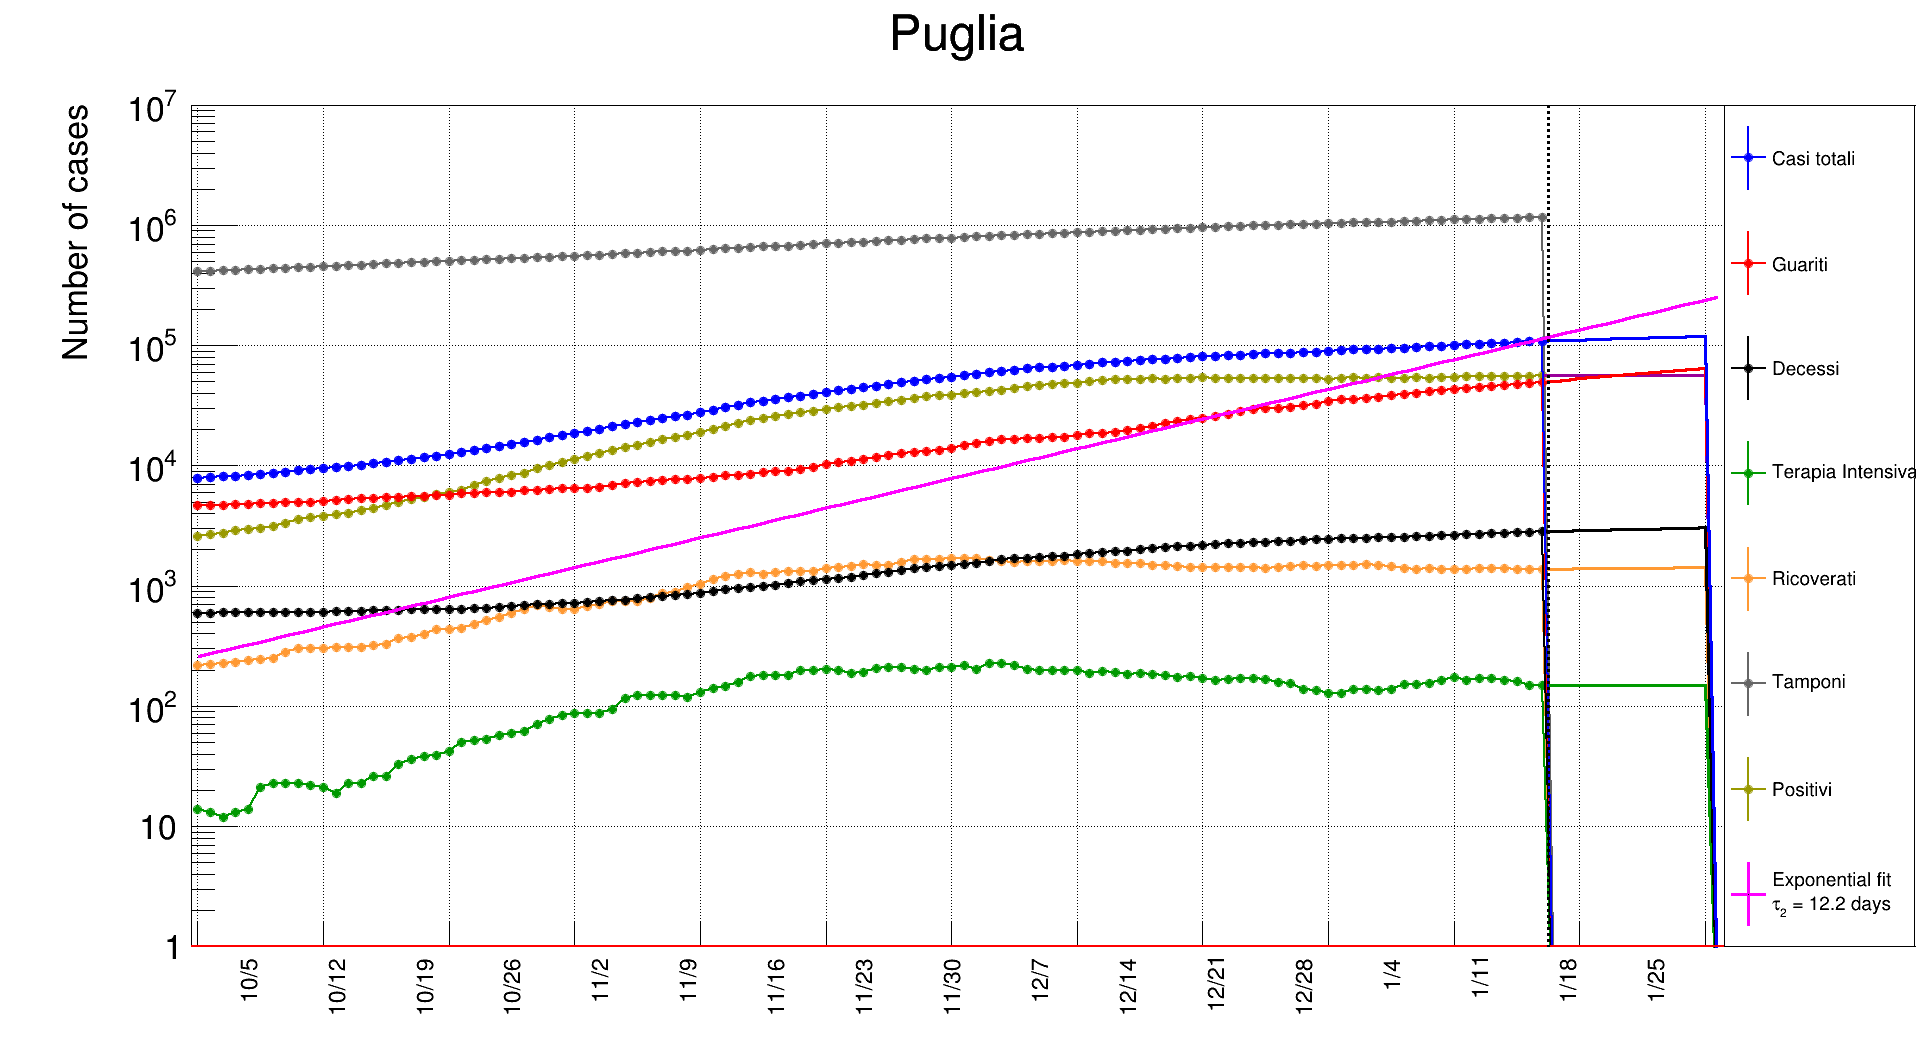 Puglia
Number of cases
10^7
10^6
10^5
10^4
10^3
10^2
10
1
10/5
10/12
10/19
10/26
11/2
11/9
11/16
11/23
11/30
12/7
12/14
12/21
12/28
1/4
1/11
1/18
1/25
Casi totali
Guariti
Decessi
Terapia Intensiva
Ricoverati
Tamponi
Positivi
Exponential fit
τ₂ = 12.2 days